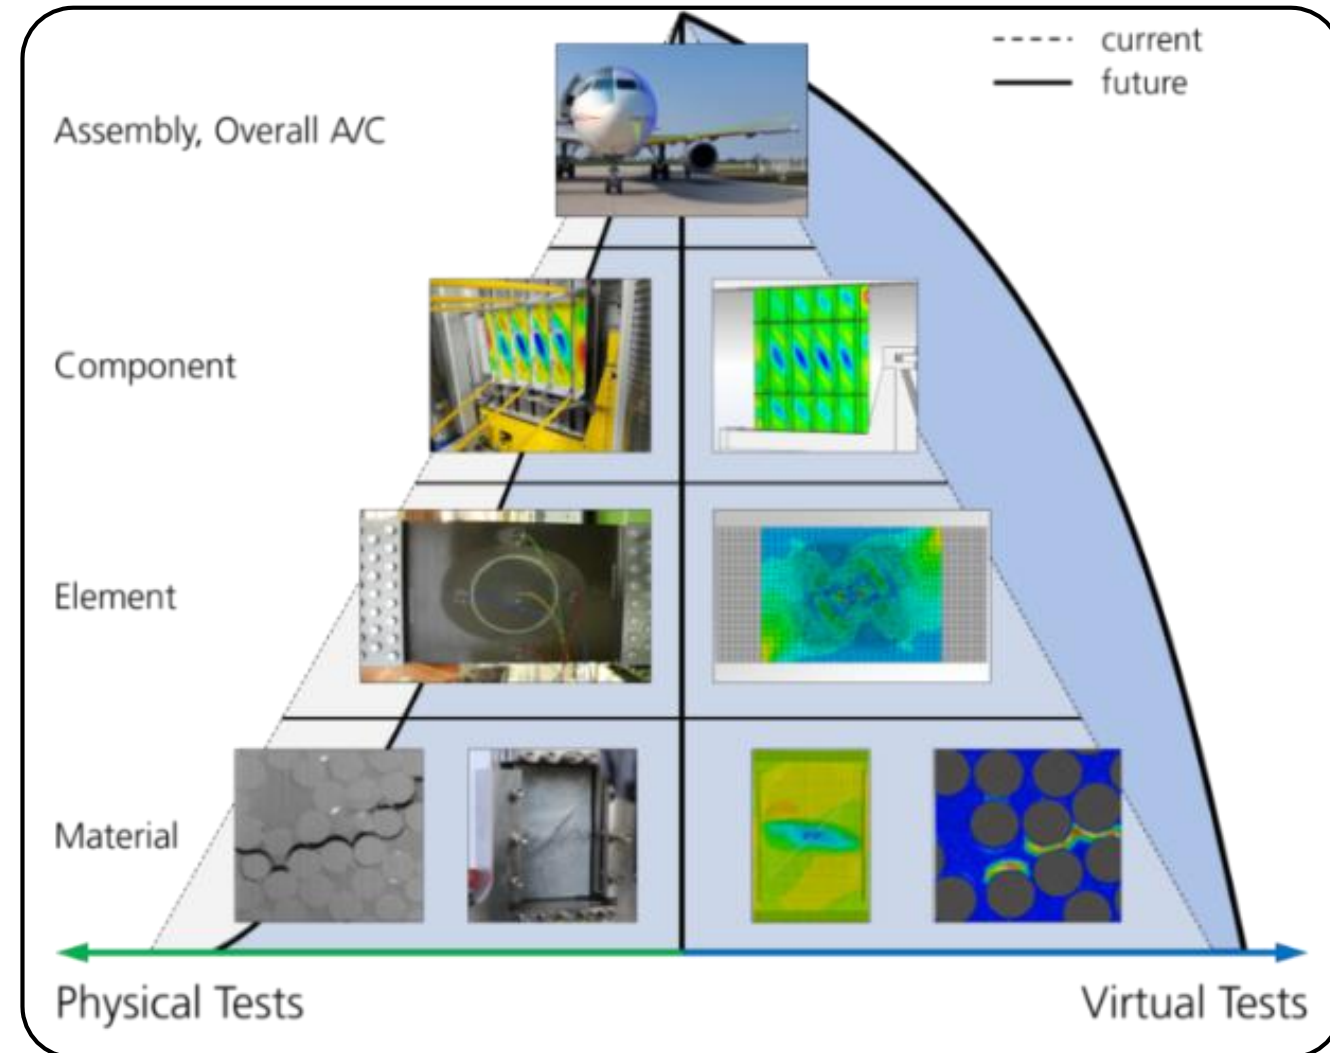 current
future
Assembly, Overall A/C
Component
Element
Material
Physical Tests
Virtual Tests